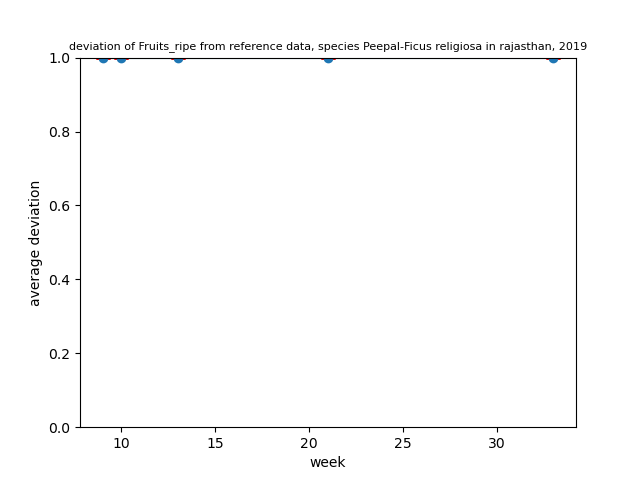 deviation of Fruits_ripe from reference data, species Peepal-Ficus religiosa in rajasthan, 2019
1.0
0.8
0.6
0.4
0.2
0.0
average deviation
10 15 20 25 30
week